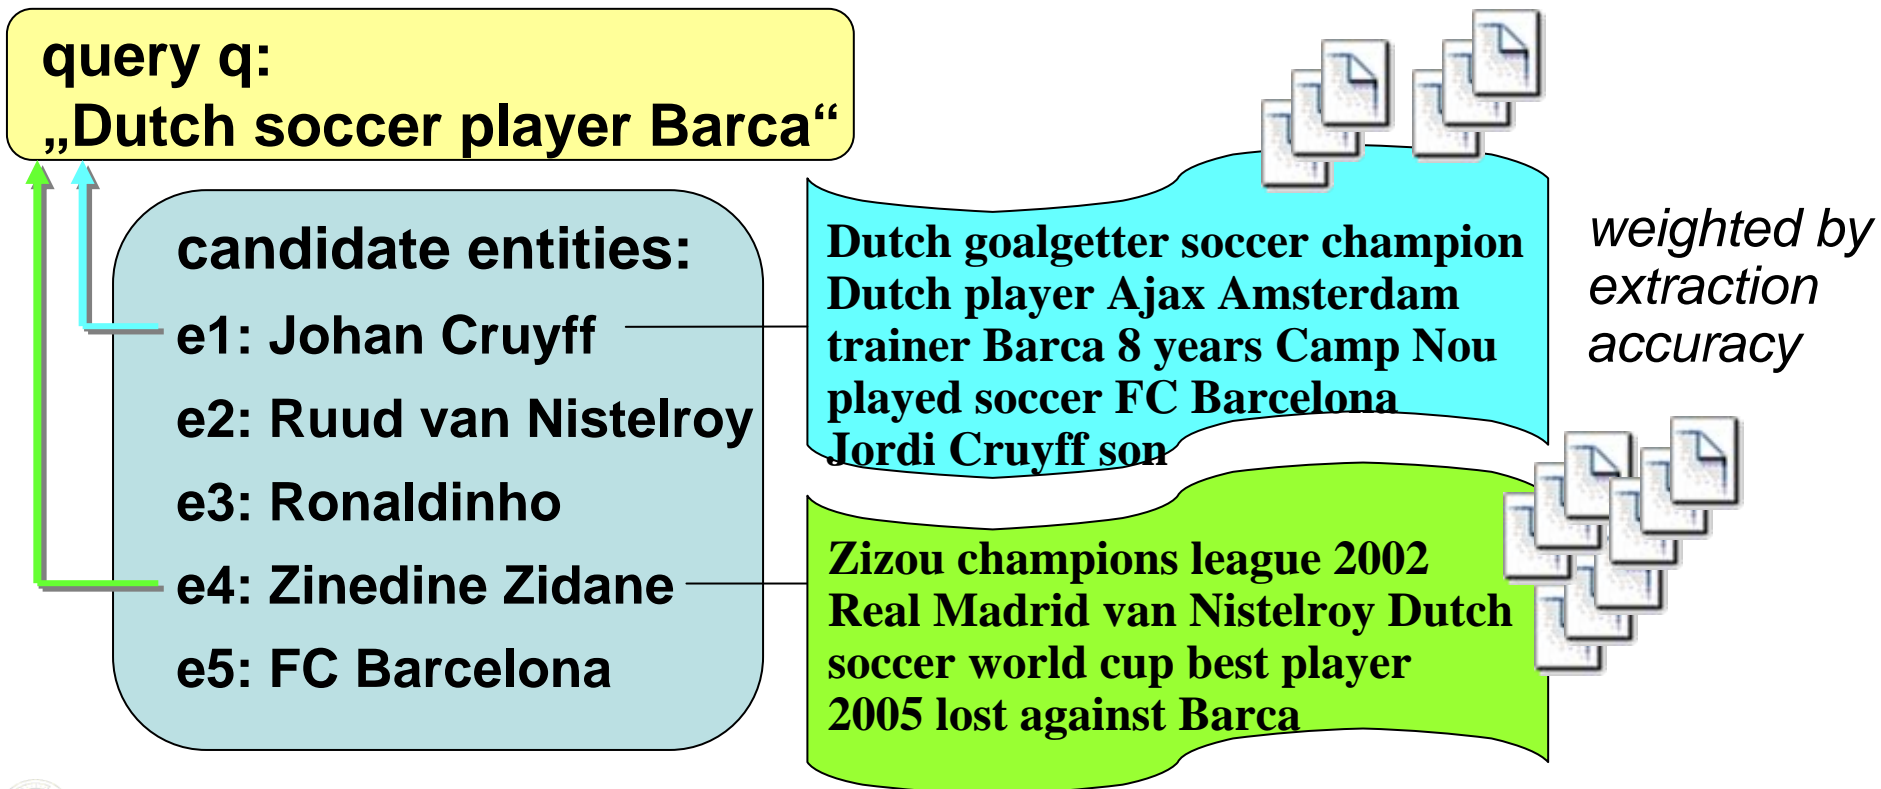 query q:
„Dutch soccer player Barca“
candidate entities:
e1: Johan Cruyff
e2: Ruud van Nistelroy
e3: Ronaldinho
e4: Zinedine Zidane
e5: FC Barcelona
Dutch goalgetter soccer champion
Dutch player Ajax Amsterdam
trainer Barca 8 years Camp Nou
played soccer FC Barcelona
Jordi Cruyff son
Zizou champions league 2002
Real Madrid van Nistelroy Dutch
soccer world cup best player
2005 lost against Barca
weighted by
extraction
accuracy